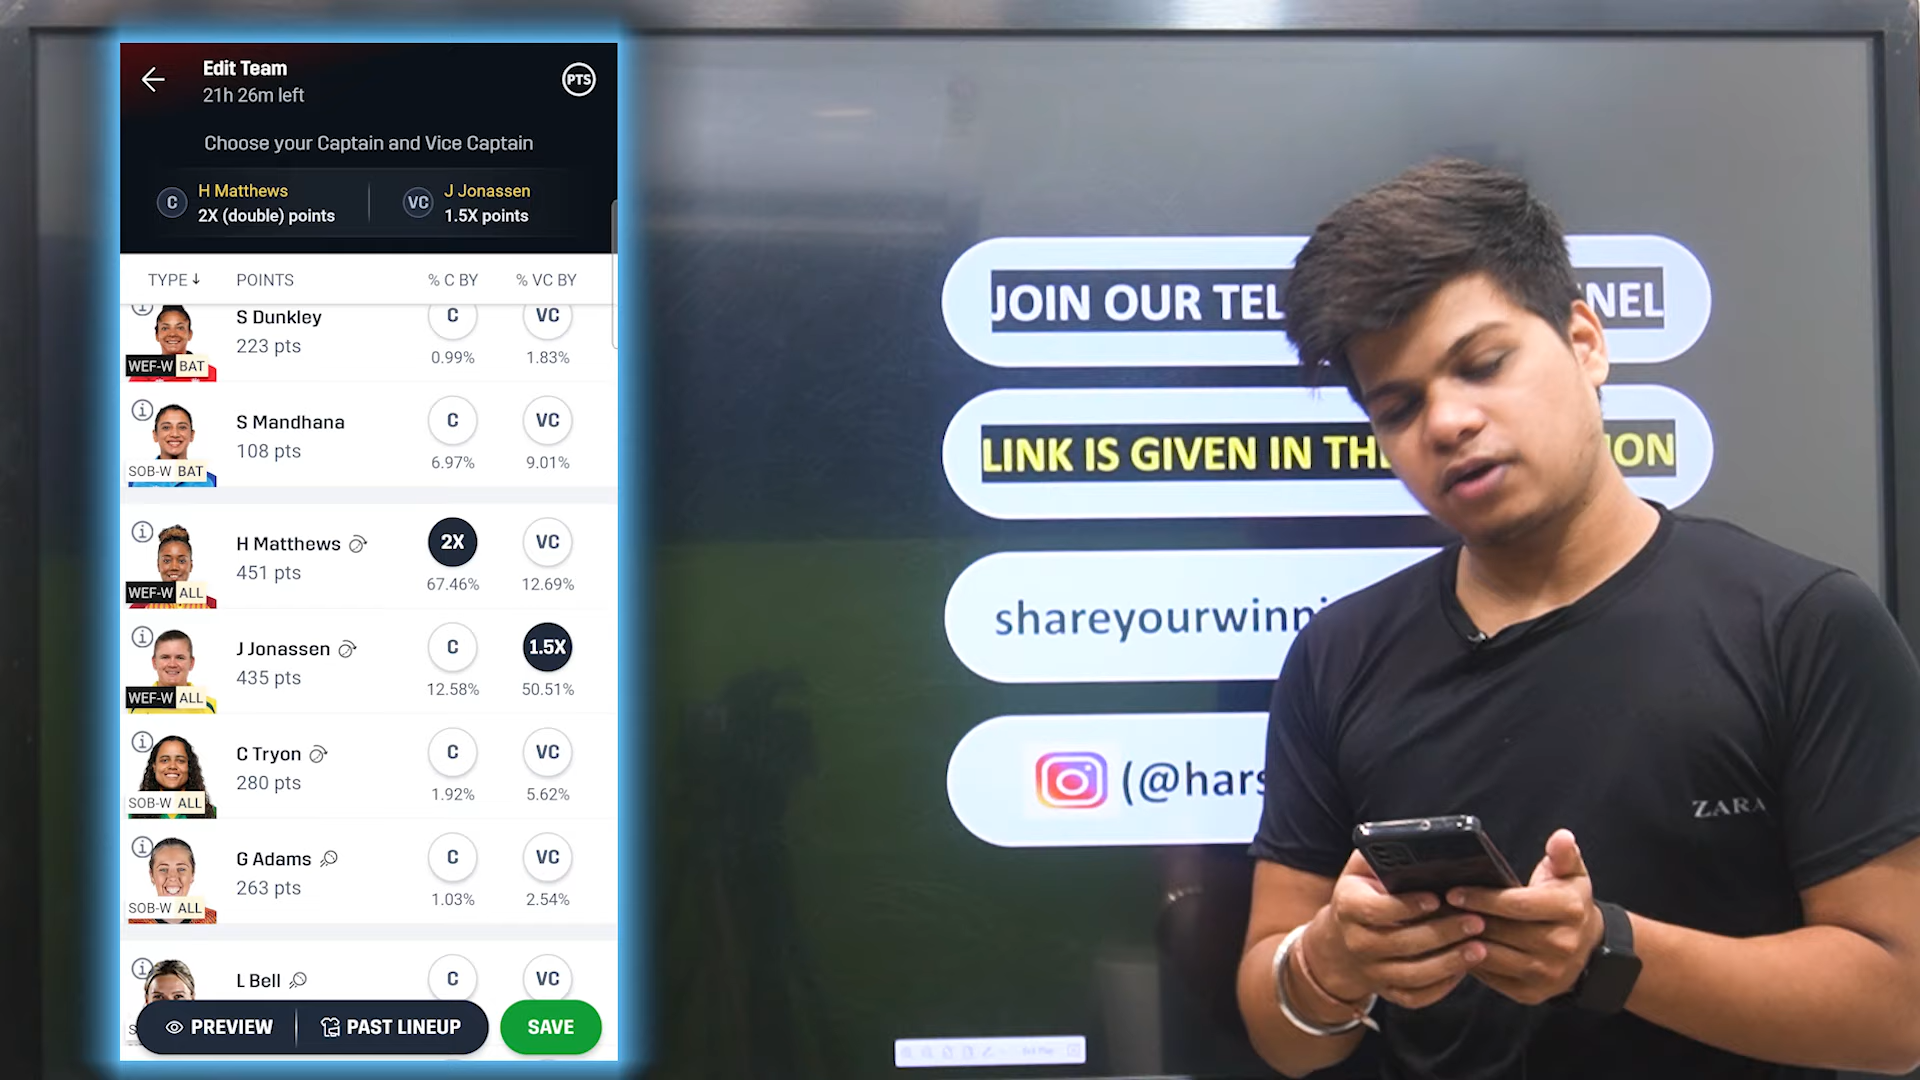 Edit Team
21h 26m left
PTS
Choose your Captain and Vice Captain
C H Matthews
2X (double) points
VC J Jonassen
1.5X points
TYPE↓ POINTS % C BY % VC BY
S Dunkley C VC
223 pts
0.99% 1.83%
WEF-W BAT
S Mandhana C VC
108 pts
6.97% 9.01%
SOB-W BAT
H Matthews 2X VC
451 pts
67.46% 12.69%
WEF-W ALL
J Jonassen C 1.5X
435 pts
12.58% 50.51%
WEF-W ALL
C Tryon C VC
280 pts
1.92% 5.62%
SOB-W ALL
G Adams C VC
263 pts
1.03% 2.54%
SOB-W ALL
L Bell C VC
PREVIEW PAST LINEUP SAVE
JOIN OUR TEL NEL
LINK IS GIVEN IN THE ION
shareyourwinni
(@hars
ZARA